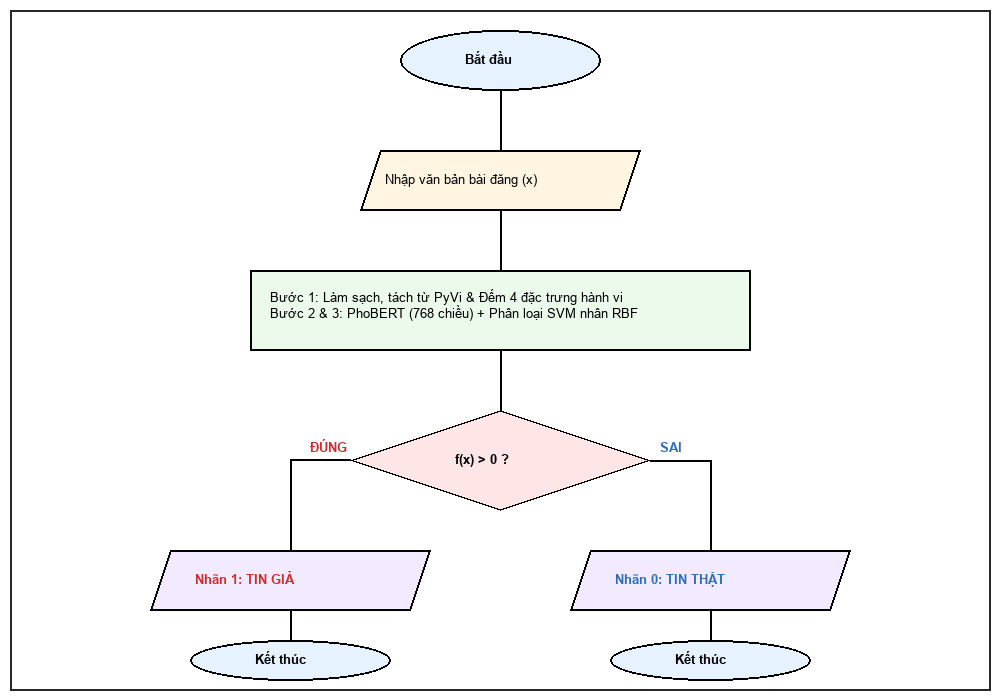 Bắt đầu
Nhập văn bản bài đăng (x)
Bước 1: Làm sạch, tách từ PyVi & Đếm 4 đặc trưng hành vi
Bước 2 & 3: PhoBERT (768 chiều) + Phân loại SVM nhân RBF
ĐÚNG
SAI
f(x) > 0 ?
Nhãn 1: TIN GIẢ
Nhãn 0: TIN THẬT
Kết thúc
Kết thúc